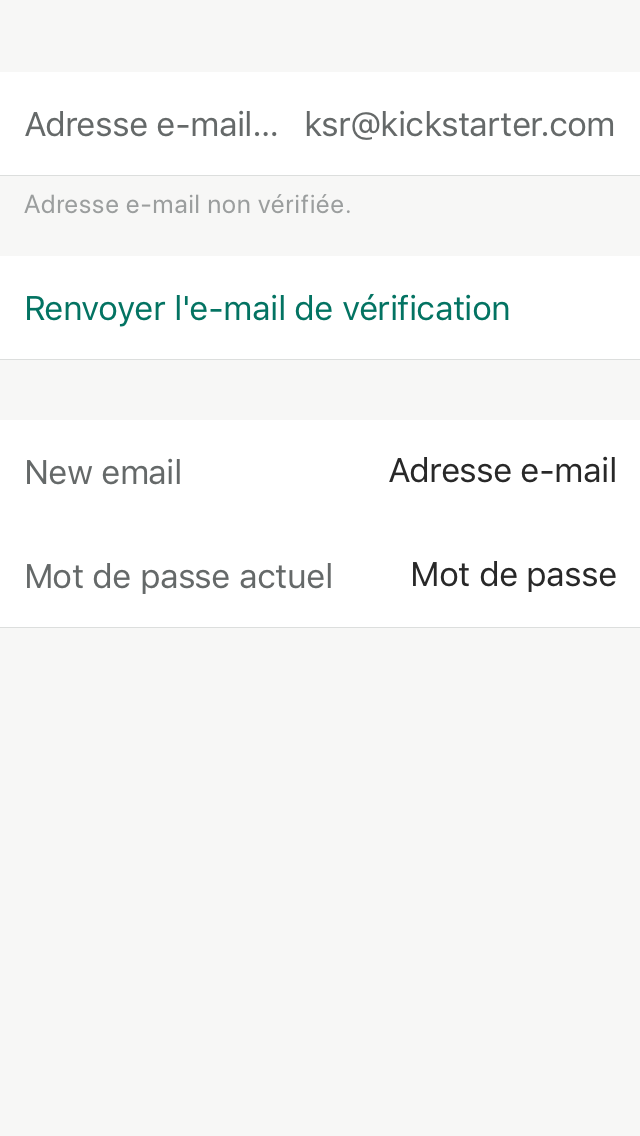 Adresse e-mail… ksr@kickstarter.com
Adresse e-mail non vérifiée.
Renvoyer l'e-mail de vérification
New email Adresse e-mail
Mot de passe actuel Mot de passe